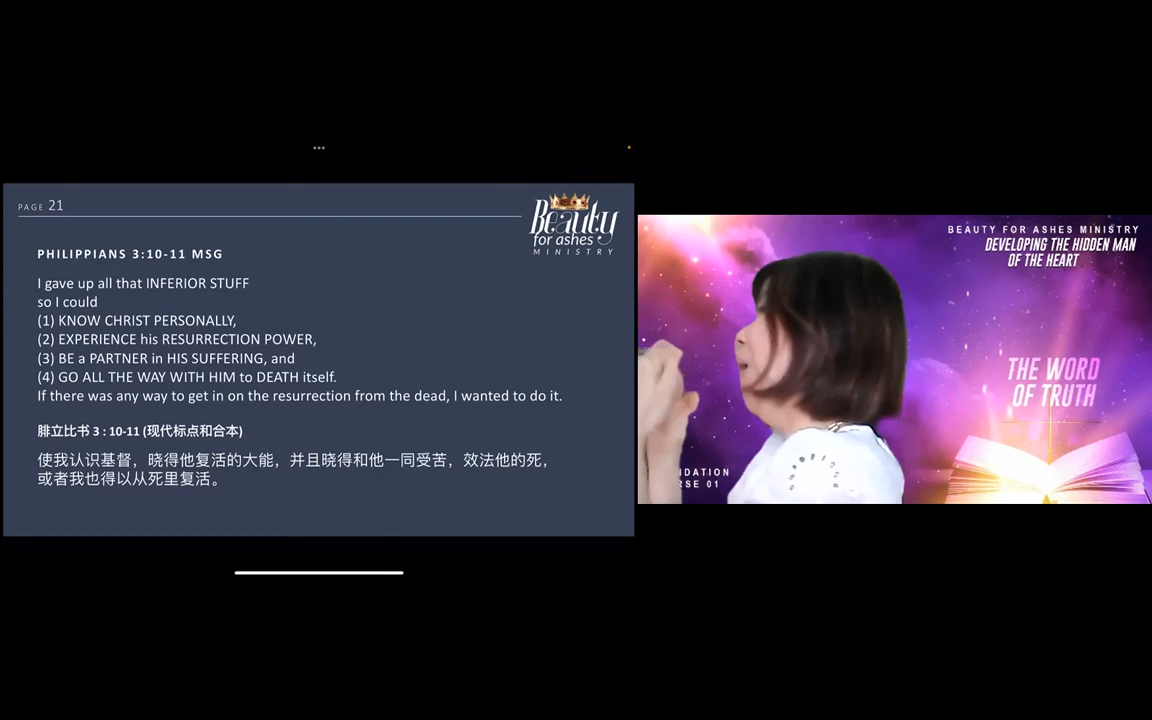 PAGE 21
Beauty
for ashes
MINISTRY
PHILIPPIANS 3:10-11 MSG
I gave up all that INFERIOR STUFF
so I could
(1) KNOW CHRIST PERSONALLY,
(2) EXPERIENCE his RESURRECTION POWER,
(3) BE a PARTNER in HIS SUFFERING, and
(4) GO ALL THE WAY WITH HIM to DEATH itself.
If there was any way to get in on the resurrection from the dead, I wanted to do it.
腓立比书 3 : 10-11 (现代标点和合本)
使我认识基督，晓得他复活的大能，并且晓得和他一同受苦，效法他的死，
或者我也得以从死里复活。
BEAUTY FOR ASHES MINISTRY
DEVELOPING THE HIDDEN MAN
OF THE HEART
THE WORD
OF TRUTH
NDATION
RSE 01